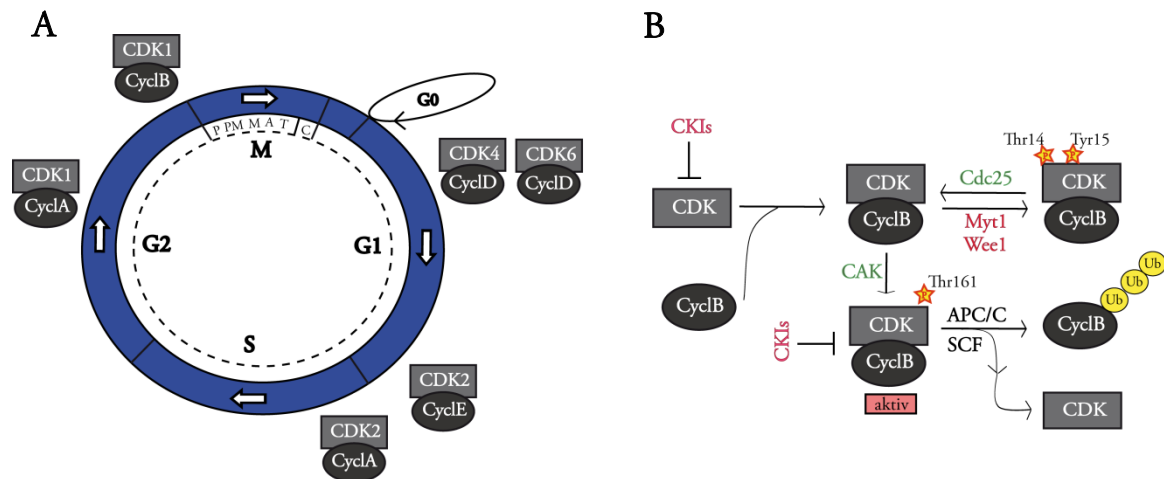 A
CDK1
CyclB
G0
P PM M A T C
M
CDK4
CyclD
CDK6
CyclD
CDK1
CyclA
G2
G1
S
CDK2
CyclE
CDK2
CyclA
B
CKIs
CDK
CyclB
CDK
CyclB
Thr14
Tyr15
P
P
CDK
CyclB
Cdc25
Myt1
Wee1
CAK
Thr161
P
CKIs
CDK
CyclB
aktiv
APC/C
SCF
CyclB
Ub
Ub
Ub
CDK